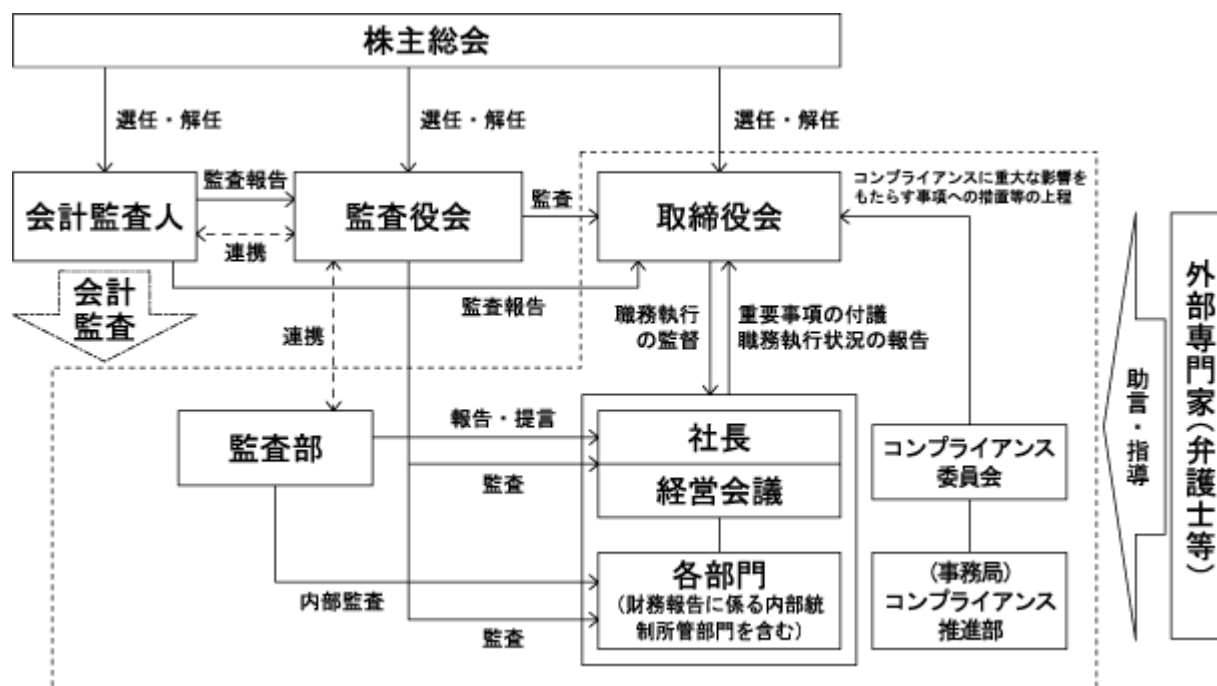 株主総会
選任・解任
選任・解任
選任・解任
会計監査人
監査報告
連携
監査役会
監査
取締役会
コンプライアンスに重大な影響を
もたらす事項への措置等の上程
会計
監査
監査報告
連携
職務執行
の監督
重要事項の付議
職務執行状況の報告
監査部
報告・提言
監査
社長
経営会議
コンプライアンス
委員会
内部監査
監査
各部門
(財務報告に係る内部統
制所管部門を含む)
(事務局)
コンプライアンス
推進部
助言・指導
外部専門家(弁護士等)